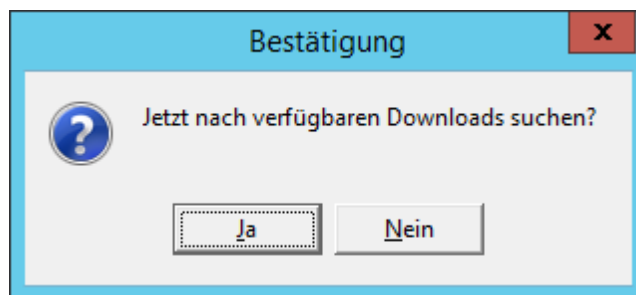 Bestätigung
x
Jetzt nach verfügbaren Downloads suchen?
?
Ja
Nein